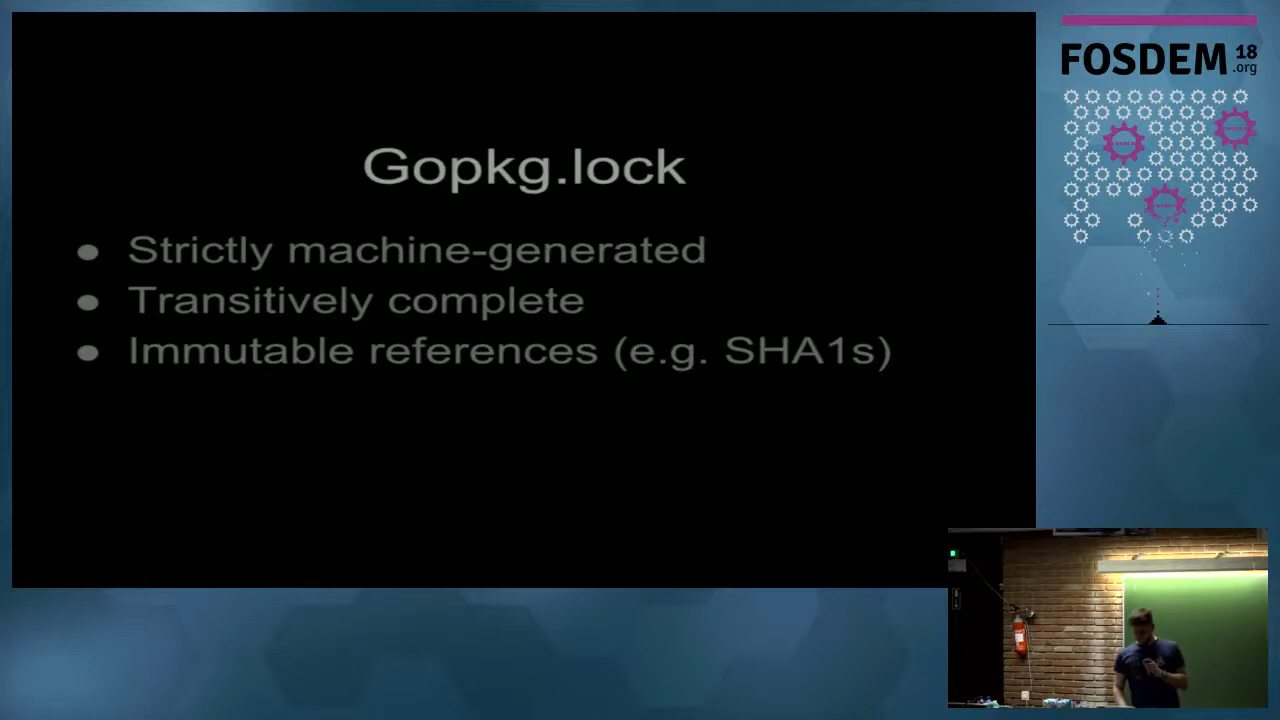 Gopkg.lock
● Strictly machine-generated
● Transitively complete
● Immutable references (e.g. SHA1s)
FOSDEM 18
.org